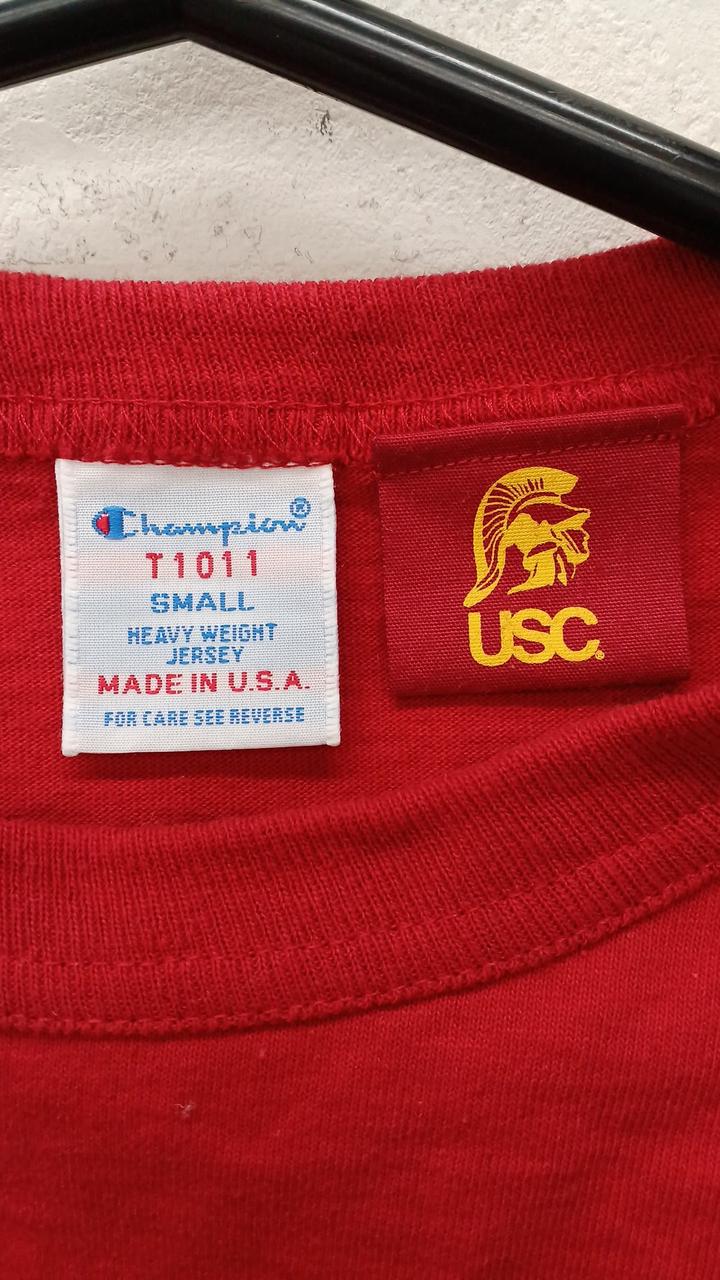 Champion®
T1011
SMALL
HEAVY WEIGHT
JERSEY
MADE IN U.S.A.
FOR CARE SEE REVERSE
USC®